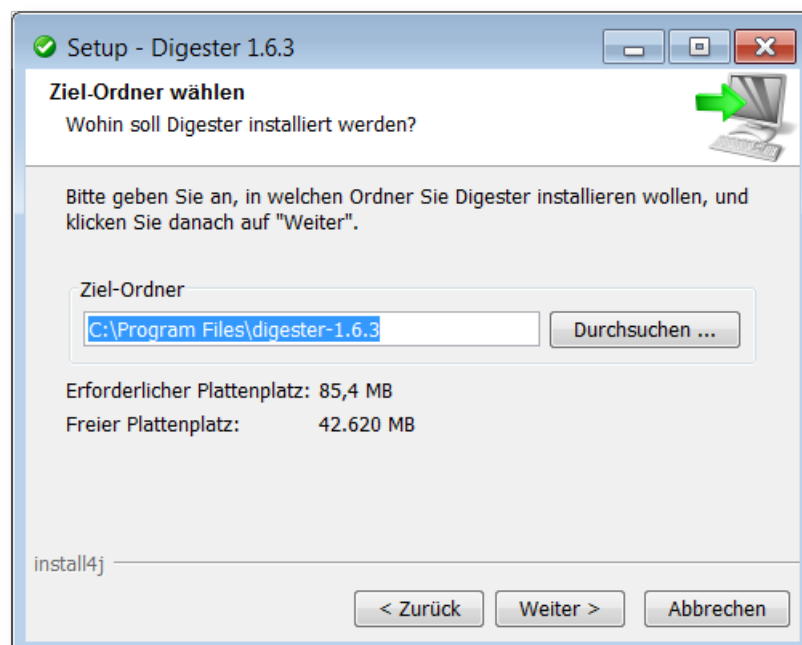 Setup - Digester 1.6.3
Ziel-Ordner wählen
Wohin soll Digester installiert werden?
Bitte geben Sie an, in welchen Ordner Sie Digester installieren wollen, und
klicken Sie danach auf "Weiter".
Ziel-Ordner
C:\Program Files\digester-1.6.3
Durchsuchen ...
Erforderlicher Plattenplatz: 85,4 MB
Freier Plattenplatz: 42.620 MB
install4j
< Zurück
Weiter >
Abbrechen